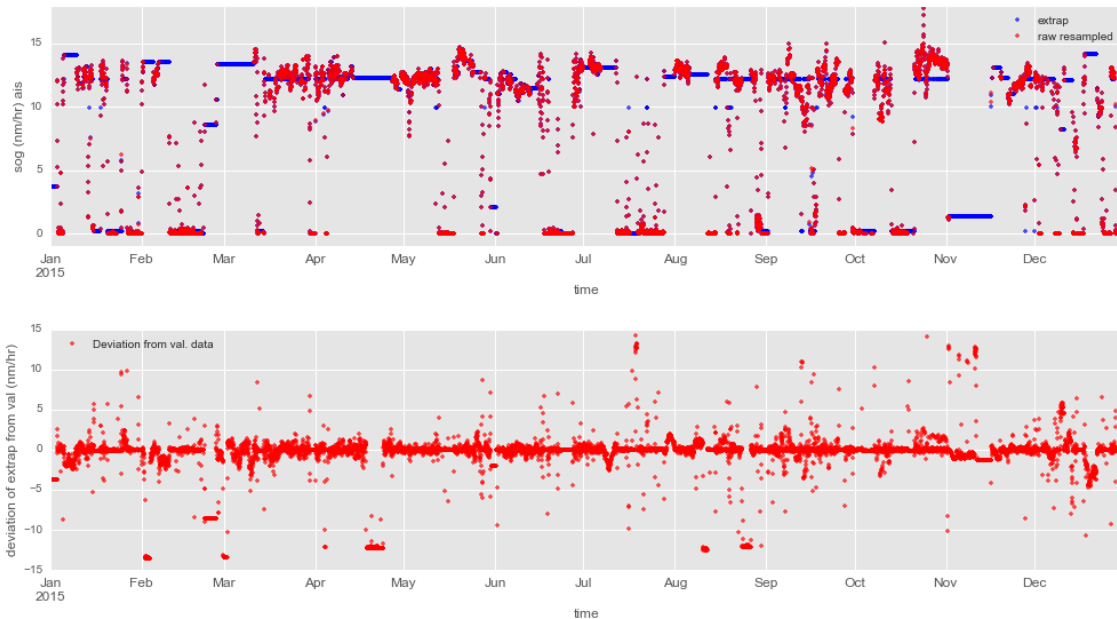 15
10
5
0
sog (nm/hr) ais
extrap
raw resampled
Jan Feb Mar Apr May Jun Jul Aug Sep Oct Nov Dec
2015
time
15
10
5
0
−5
−10
−15
deviation of extrap from val (nm/hr)
Deviation from val. data
Jan Feb Mar Apr May Jun Jul Aug Sep Oct Nov Dec
2015
time